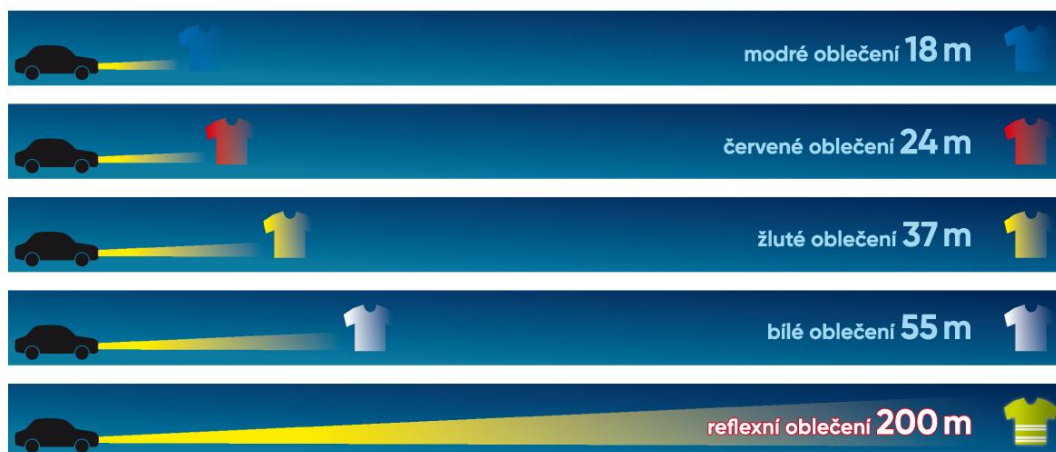 modré oblečení 18 m
červené oblečení 24 m
žluté oblečení 37 m
bílé oblečení 55 m
reflexní oblečení 200 m